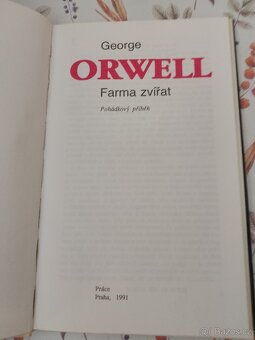 George
ORWELL
Farma zvířat
Pohádkový příběh
Práce
Praha, 1991